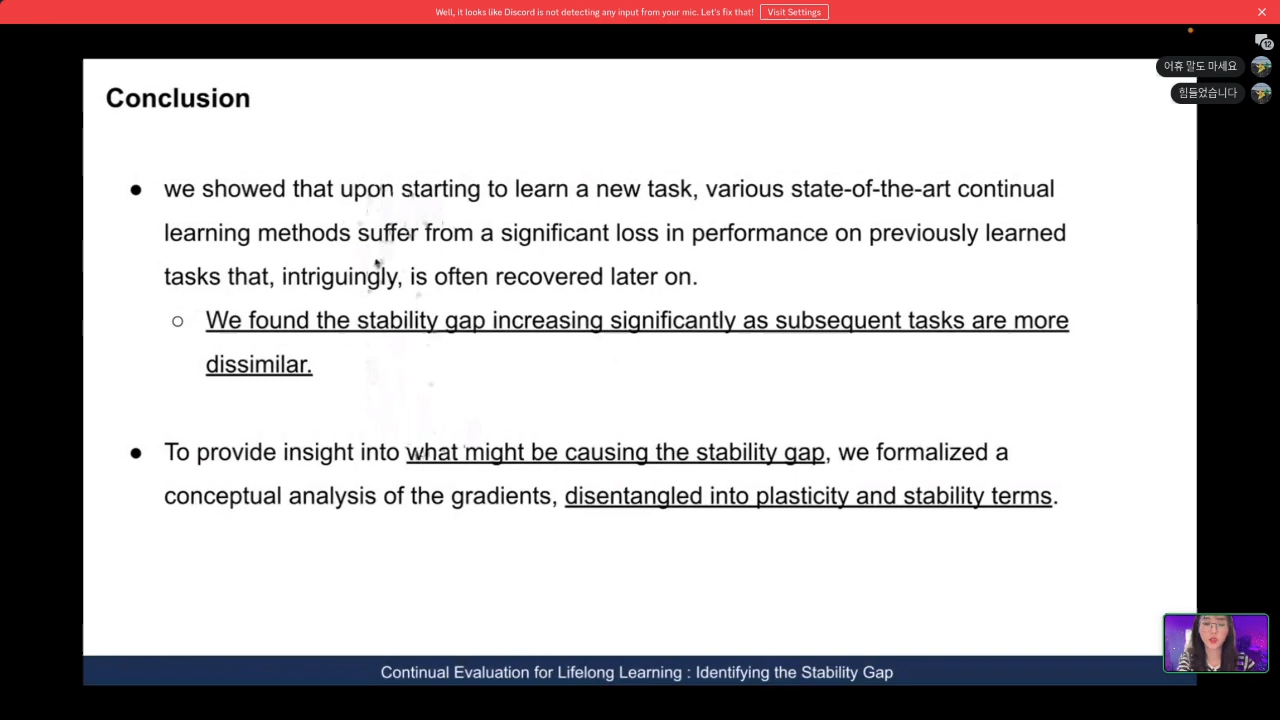 Well, it looks like Discord is not detecting any input from your mic. Let's fix that! Visit Settings
12
어휴 말도 마세요
힘들었습니다
Conclusion
● we showed that upon starting to learn a new task, various state-of-the-art continual
learning methods suffer from a significant loss in performance on previously learned
tasks that, intriguingly, is often recovered later on.
○ We found the stability gap increasing significantly as subsequent tasks are more
dissimilar.
● To provide insight into what might be causing the stability gap, we formalized a
conceptual analysis of the gradients, disentangled into plasticity and stability terms.
Continual Evaluation for Lifelong Learning : Identifying the Stability Gap